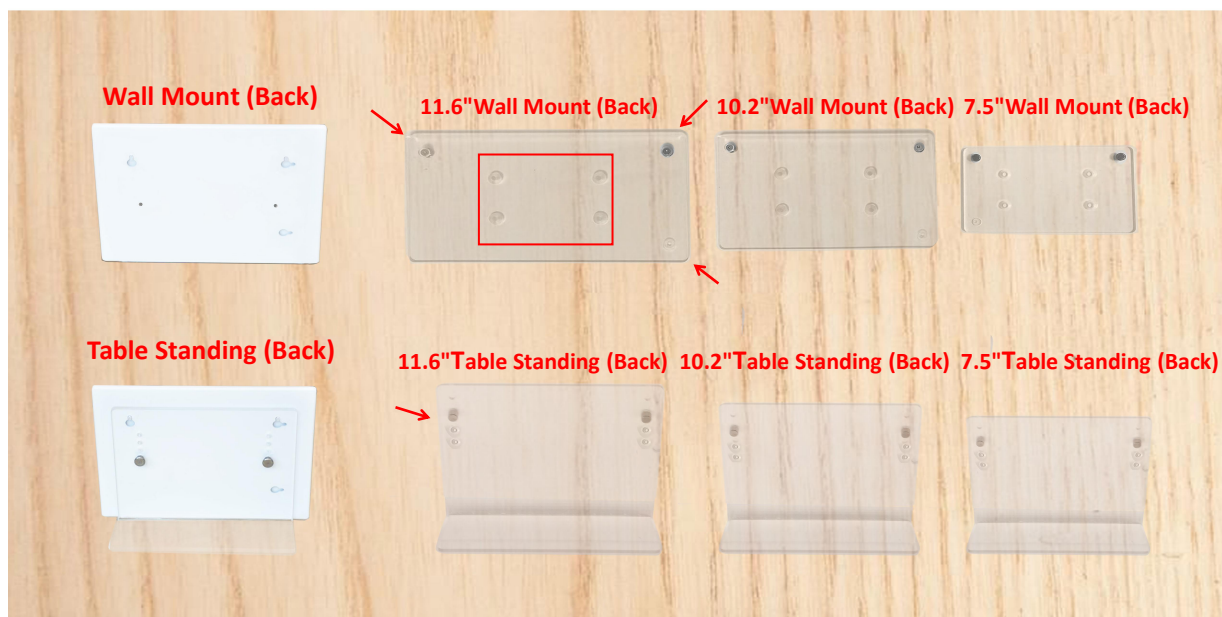 Wall Mount (Back)
11.6"Wall Mount (Back)
10.2"Wall Mount (Back)
7.5"Wall Mount (Back)
Table Standing (Back)
11.6"Table Standing (Back)
10.2"Table Standing (Back)
7.5"Table Standing (Back)